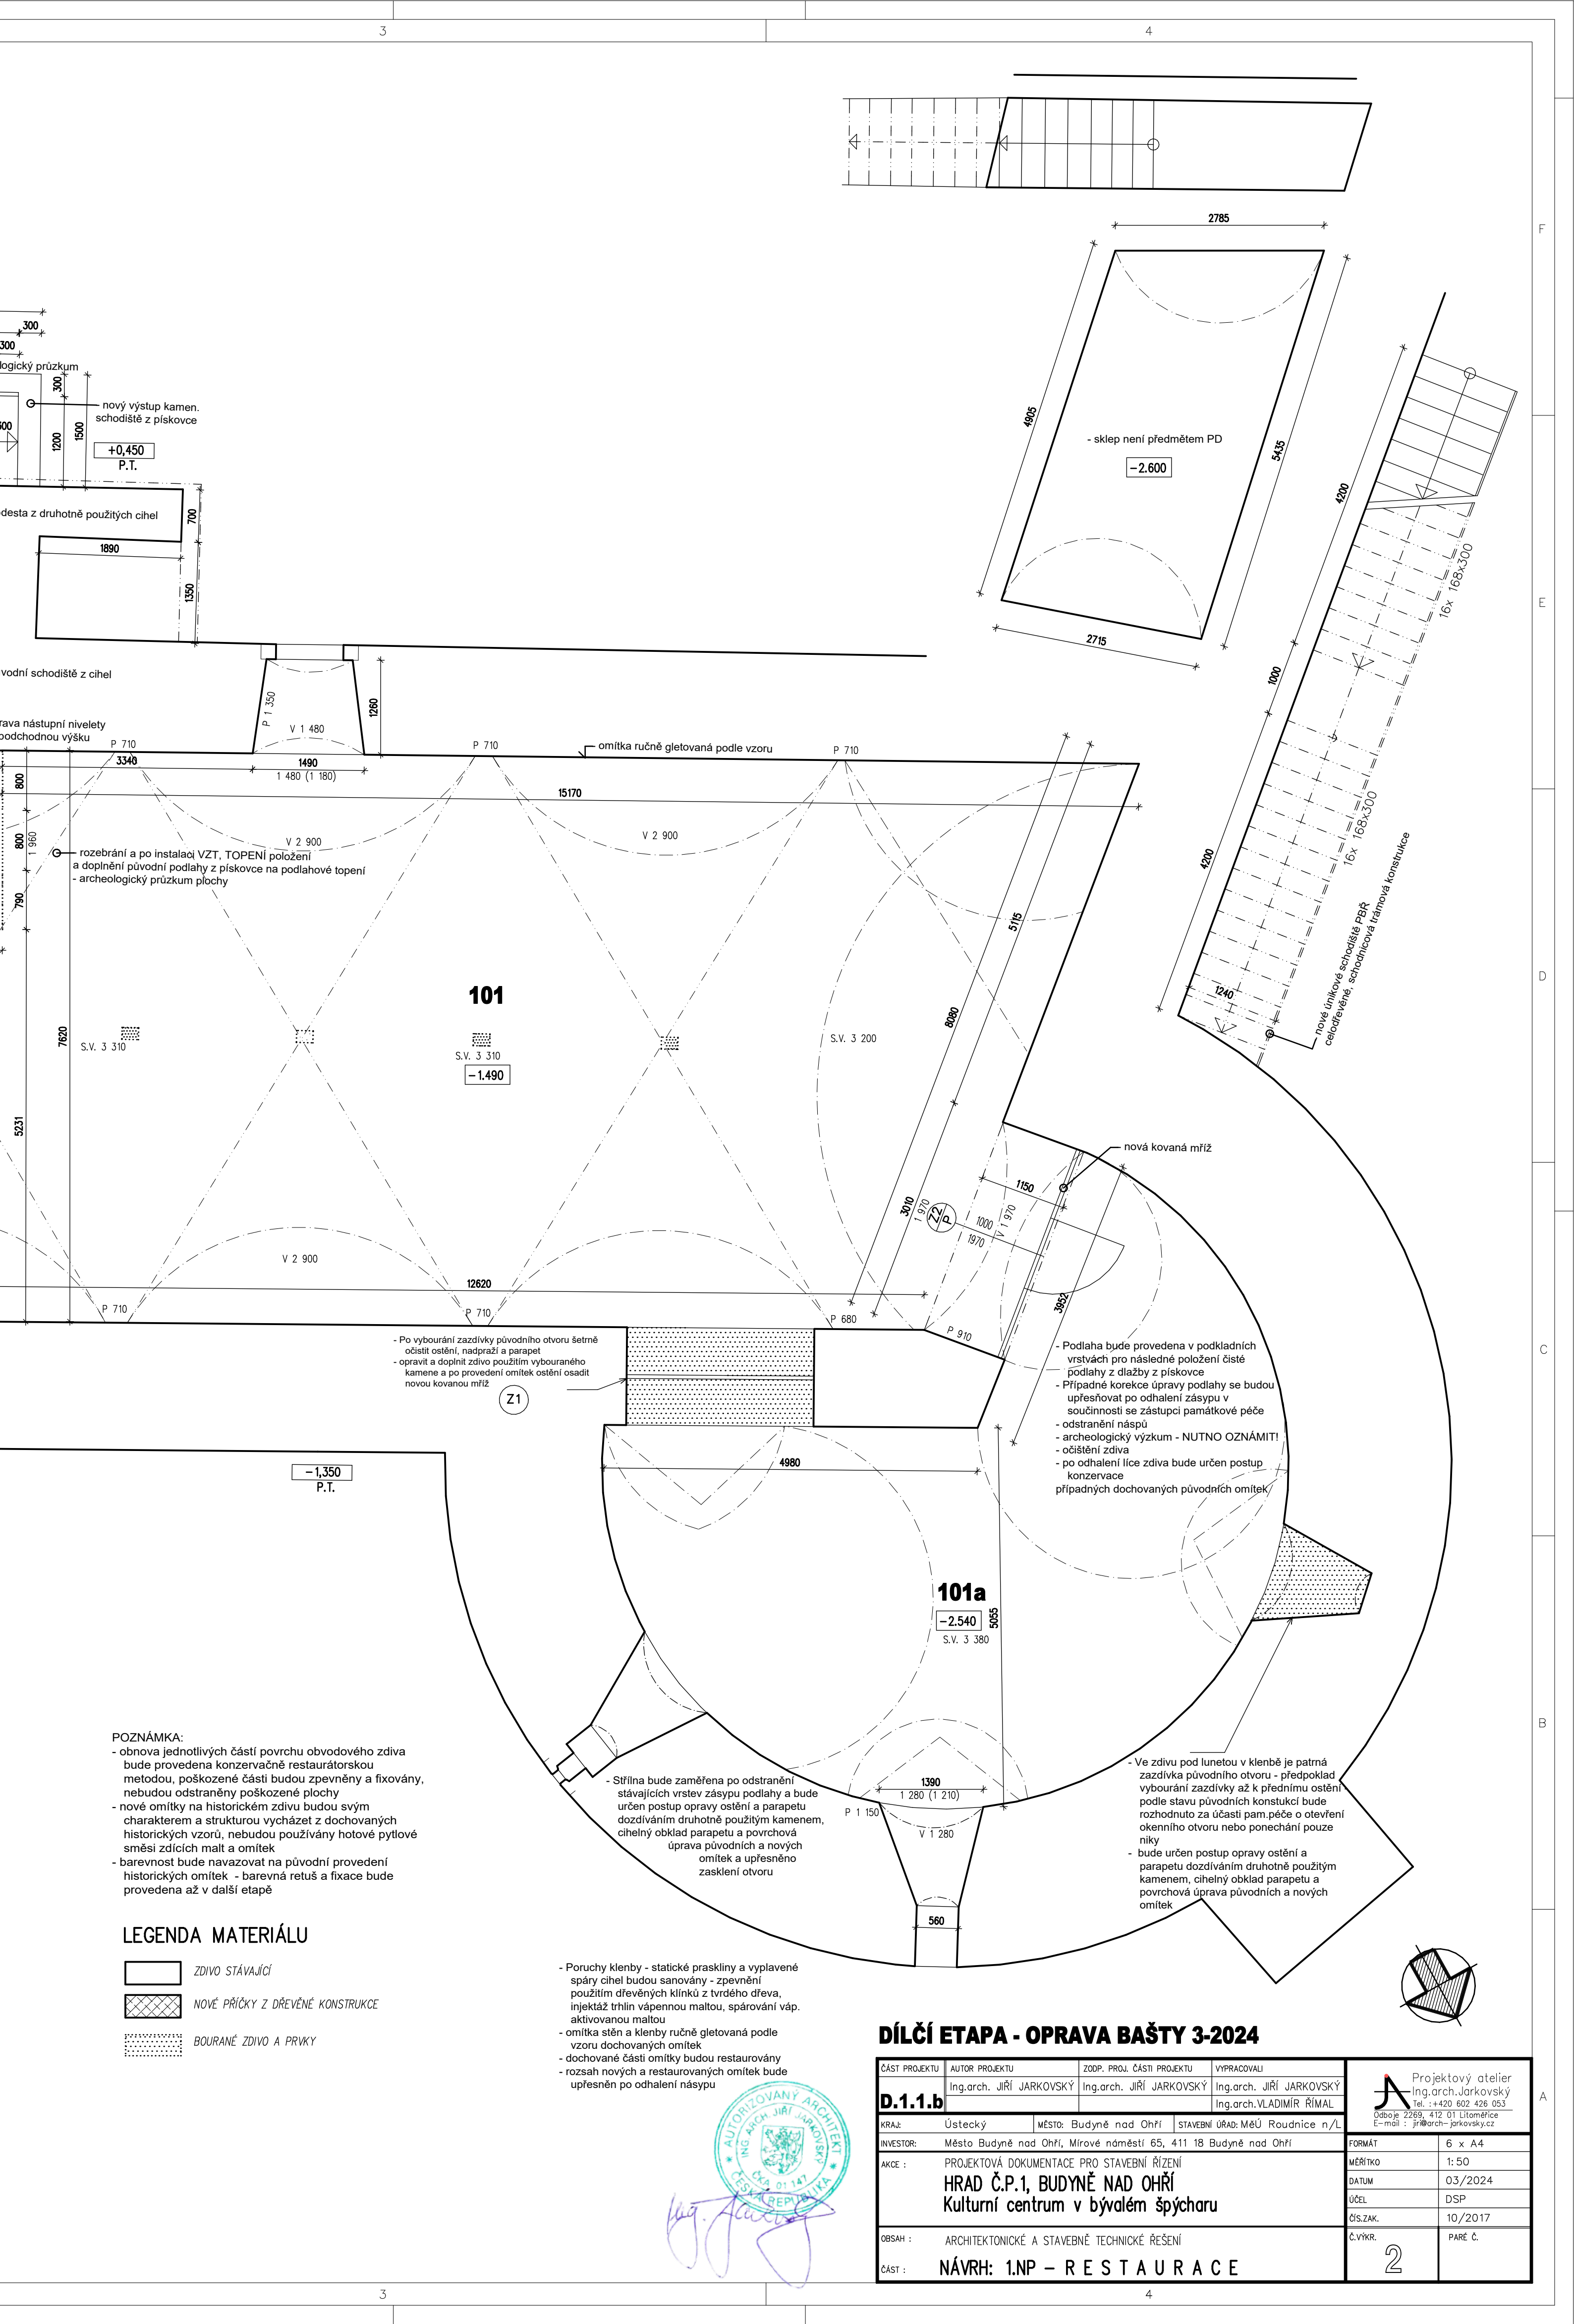 3
4
F
E
D
C
B
A
2785
4905
5435
- sklep není předmětem PD
-2.600
2715
4200
1000
4200
16x 168x300
16x 168x300
1240
- nové únikové schodiště PBŘ
celodřevěné, schodnicová trámová konstrukce
300
300
logický průzkum
300
1200
1500
- nový výstup kamen.
schodiště z pískovce
+0,450
P.T.
desta z druhotně použitých cihel
700
1890
1350
vodní schodiště z cihel
rava nástupní nivelety
podchodnou výšku
P 1 350
V 1 480
1260
P 710
P 710
- omítka ručně gletovaná podle vzoru
P 710
3340
1490
1 480 (1 180)
15170
800
800
1 960
790
V 2 900
V 2 900
- rozebrání a po instalaci VZT, TOPENÍ položení
a doplnění původní podlahy z pískovce na podlahové topení
- archeologický průzkum plochy
5115
8080
101
7620
S.V. 3 310
S.V. 3 310
-1.490
S.V. 3 200
5231
- nová kovaná mříž
1150
3010
1 970
Z2
P
1000
1970
V 1 970
V 2 900
12620
3952
P 710
P 710
P 680
P 910
- Po vybourání zazdívky původního otvoru šetrně
očistit ostění, nadpraží a parapet
- opravit a doplnit zdivo použitím vybouraného
kamene a po provedení omítek ostění osadit
novou kovanou mříž
Z1
- Podlaha bude provedena v podkladních
vrstvách pro následné položení čisté
podlahy z dlažby z pískovce
- Případné korekce úpravy podlahy se budou
upřesňovat po odhalení zásypu v
součinnosti se zástupci památkové péče
- odstranění náspů
- archeologický výzkum - NUTNO OZNÁMIT!
- očištění zdiva
- po odhalení líce zdiva bude určen postup
konzervace
případných dochovaných původních omítek
-1,350
P.T.
4980
101a
-2.540
S.V. 3 380
5055
POZNÁMKA:
- obnova jednotlivých částí povrchu obvodového zdiva
bude provedena konzervačně restaurátorskou
metodou, poškozené části budou zpevněny a fixovány,
nebudou odstraněny poškozené plochy
- nové omítky na historickém zdivu budou svým
charakterem a strukturou vycházet z dochovaných
historických vzorů, nebudou používány hotové pytlové
směsi zdících malt a omítek
- barevnost bude navazovat na původní provedení
historických omítek - barevná retuš a fixace bude
provedena až v další etapě
- Střílna bude zaměřena po odstranění
stávajících vrstev zásypu podlahy a bude
určen postup opravy ostění a parapetu
dozdíváním druhotně použitým kamenem,
cihelný obklad parapetu a povrchová
úprava původních a nových
omítek a upřesněno
zasklení otvoru
1390
1 280 (1 210)
P 1 150
V 1 280
560
- Ve zdivu pod lunetou v klenbě je patrná
zazdívka původního otvoru - předpoklad
vybourání zazdívky až k přednímu ostění
podle stavu původních konstukcí bude
rozhodnuto za účasti pam.péče o otevření
okenního otvoru nebo ponechání pouze
niky
- bude určen postup opravy ostění a
parapetu dozdíváním druhotně použitým
kamenem, cihelný obklad parapetu a
povrchová úprava původních a nových
omítek
LEGENDA MATERIÁLU
ZDIVO STÁVAJÍCÍ
NOVÉ PŘÍČKY Z DŘEVĚNÉ KONSTRUKCE
BOURANÉ ZDIVO A PRVKY
- Poruchy klenby - statické praskliny a vyplavené
spáry cihel budou sanovány - zpevnění
použitím dřevěných klínků z tvrdého dřeva,
injektáž trhlin vápennou maltou, spárování váp.
aktivovanou maltou
- omítka stěn a klenby ručně gletovaná podle
vzoru dochovaných omítek
- dochované části omítky budou restaurovány
- rozsah nových a restaurovaných omítek bude
upřesněn po odhalení násypu
AUTORIZOVANÝ ARCHITEKT
ING ARCH JIŘÍ JARKOVSKÝ
ČKA 01 147
ČESKÁ REPUBLIKA
DÍLČÍ ETAPA - OPRAVA BAŠTY 3-2024
ČÁST PROJEKTU
AUTOR PROJEKTU
ZODP. PROJ. ČÁSTI PROJEKTU
VYPRACOVALI
D.1.1.b
Ing.arch. JIŘÍ JARKOVSKÝ
Ing.arch. JIŘÍ JARKOVSKÝ
Ing.arch. JIŘÍ JARKOVSKÝ
Ing.arch.VLADIMÍR ŘÍMAL
Projektový atelier
Ing.arch.Jarkovský
Tel. :+420 602 426 053
Odboje 2269, 412 01 Litoměřice
E-mail : jiri@arch-jarkovsky.cz
KRAJ: Ústecký
MĚSTO: Budyně nad Ohří
STAVEBNÍ ÚŘAD: MěÚ Roudnice n/L
INVESTOR: Město Budyně nad Ohří, Mírové náměstí 65, 411 18 Budyně nad Ohří
AKCE : PROJEKTOVÁ DOKUMENTACE PRO STAVEBNÍ ŘÍZENÍ
HRAD Č.P.1, BUDYNĚ NAD OHŘÍ
Kulturní centrum v bývalém špýcharu
OBSAH : ARCHITEKTONICKÉ A STAVEBNĚ TECHNICKÉ ŘEŠENÍ
ČÁST : NÁVRH: 1.NP – R E S T A U R A C E
FORMÁT 6 x A4
MĚŘÍTKO 1:50
DATUM 03/2024
ÚČEL DSP
ČÍS.ZAK. 10/2017
Č.VÝKR. PARÉ Č.
2
3
4